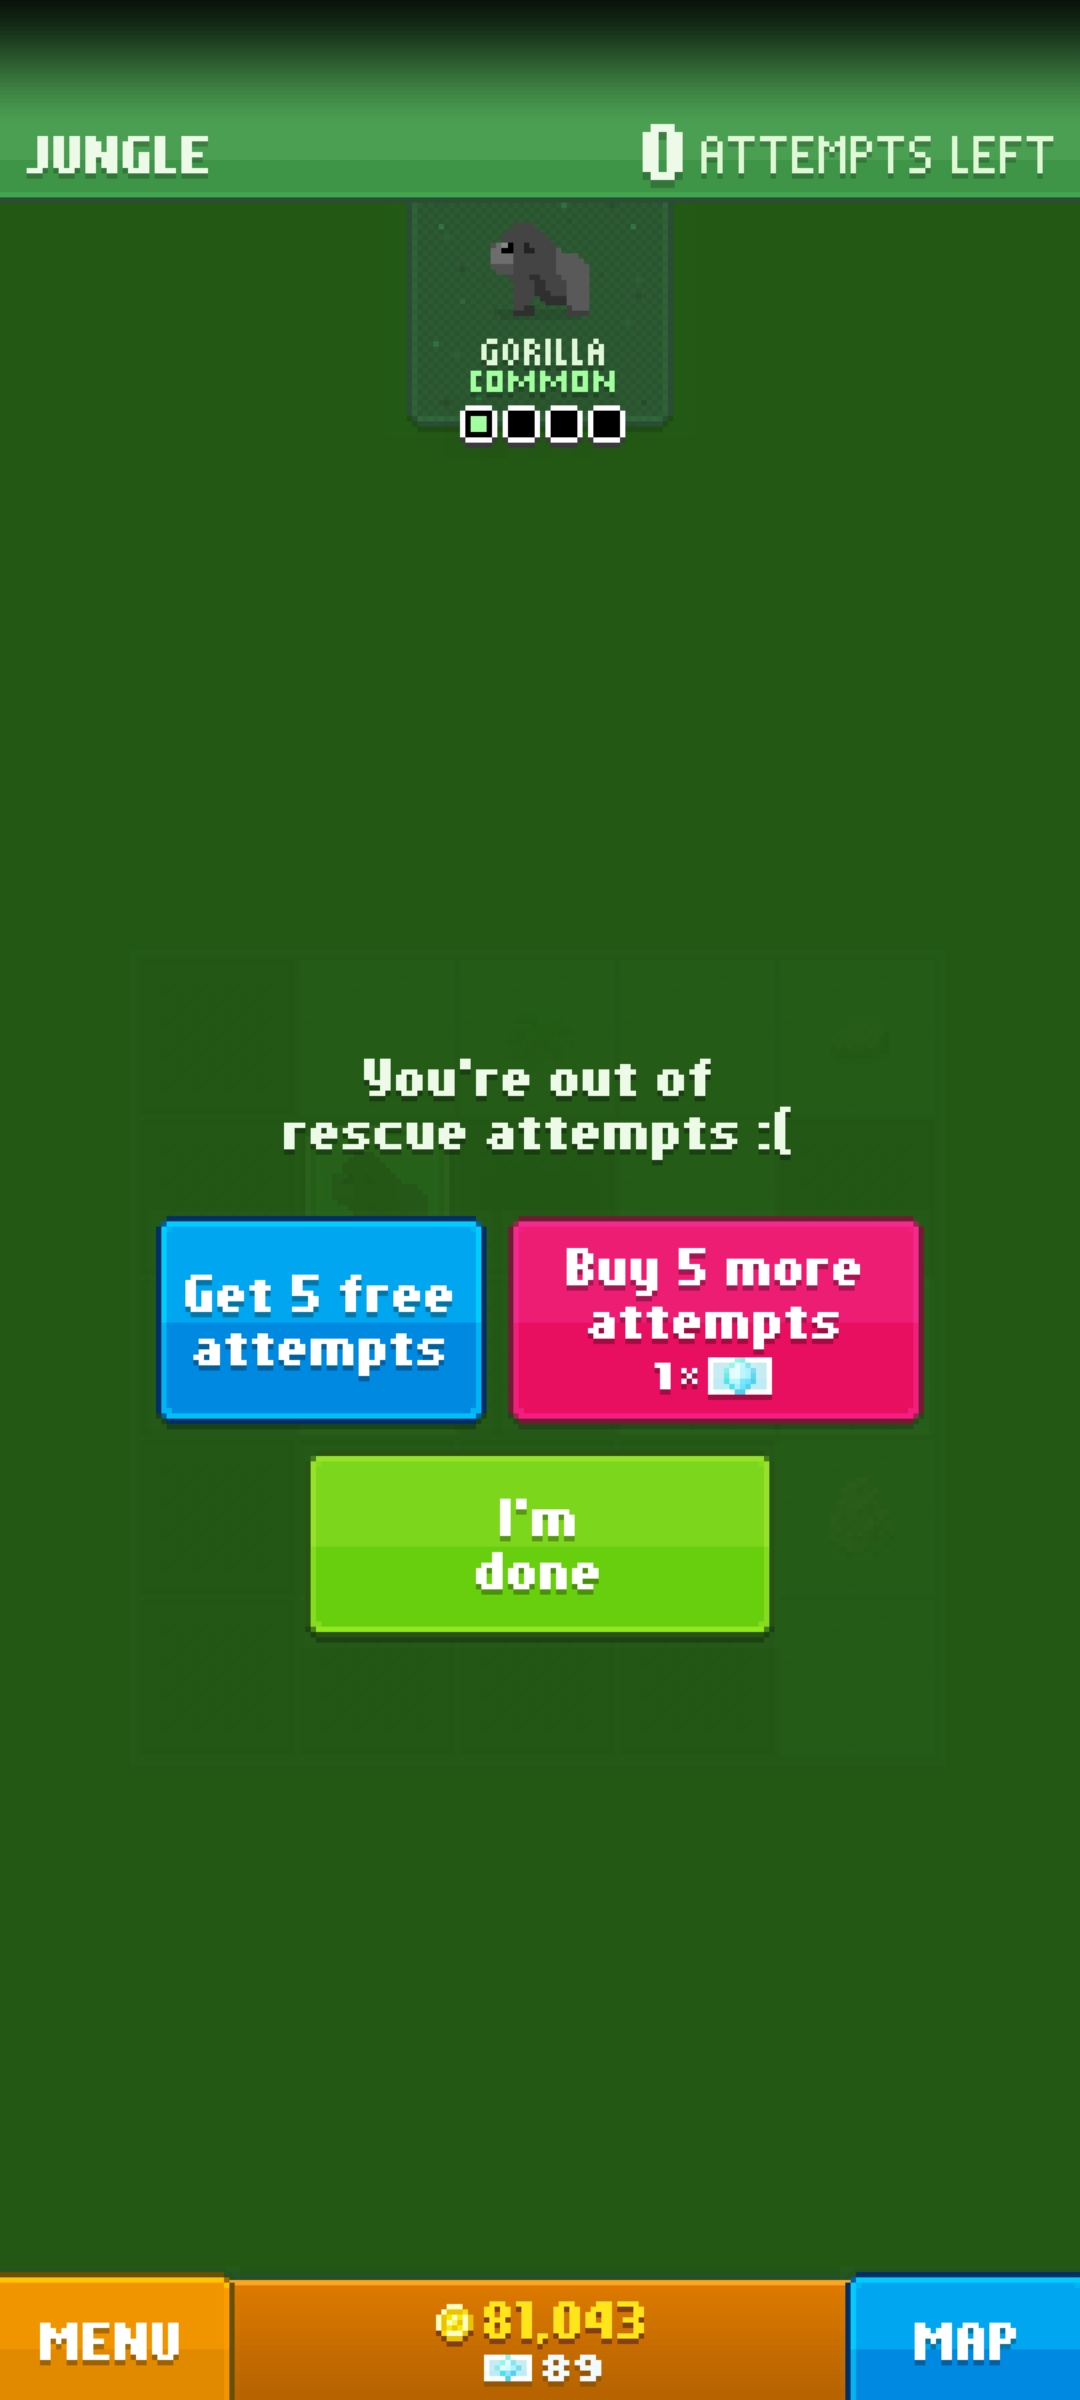 JUNGLE
0 ATTEMPTS LEFT
GORILLA
COMMON
You're out of
rescue attempts :(
Get 5 free
attempts
Buy 5 more
attempts
1×
I'm
done
MENU
81,043
89
MAP